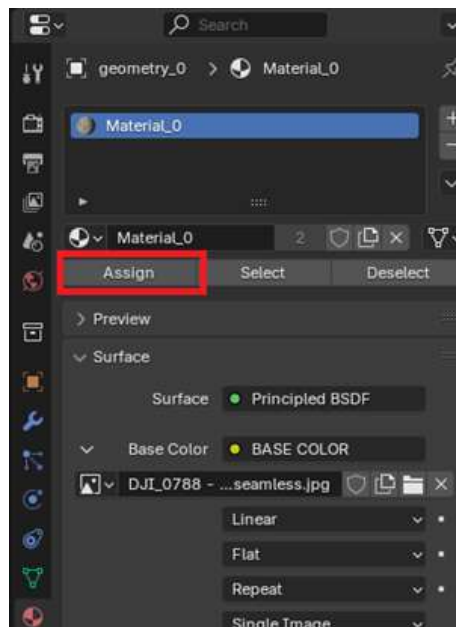 Search
geometry_0 > Material_0
Material_0
Material_0 2
Assign Select Deselect
Preview
Surface
Surface Principled BSDF
Base Color BASE COLOR
DJI_0788 - ...seamless.jpg
Linear
Flat
Repeat
Single Image